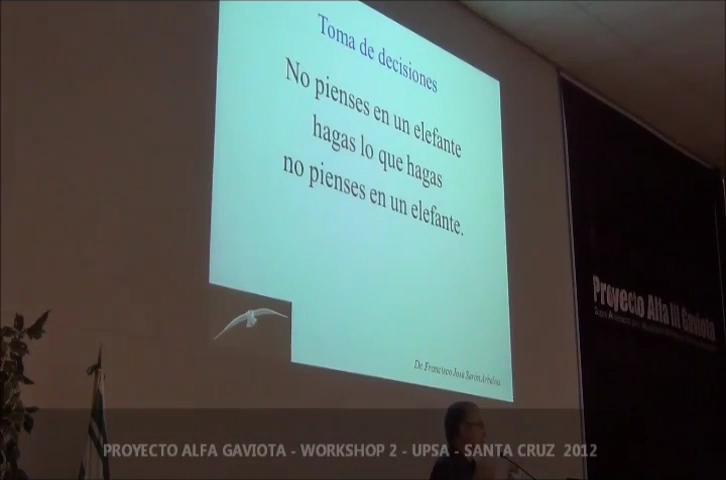 Toma de decisiones
No pienses en un elefante
hagas lo que hagas
no pienses en un elefante.
Proyecto Alfa III Gaviota
PROYECTO ALFA GAVIOTA - WORKSHOP 2 - UPSA - SANTA CRUZ 2012